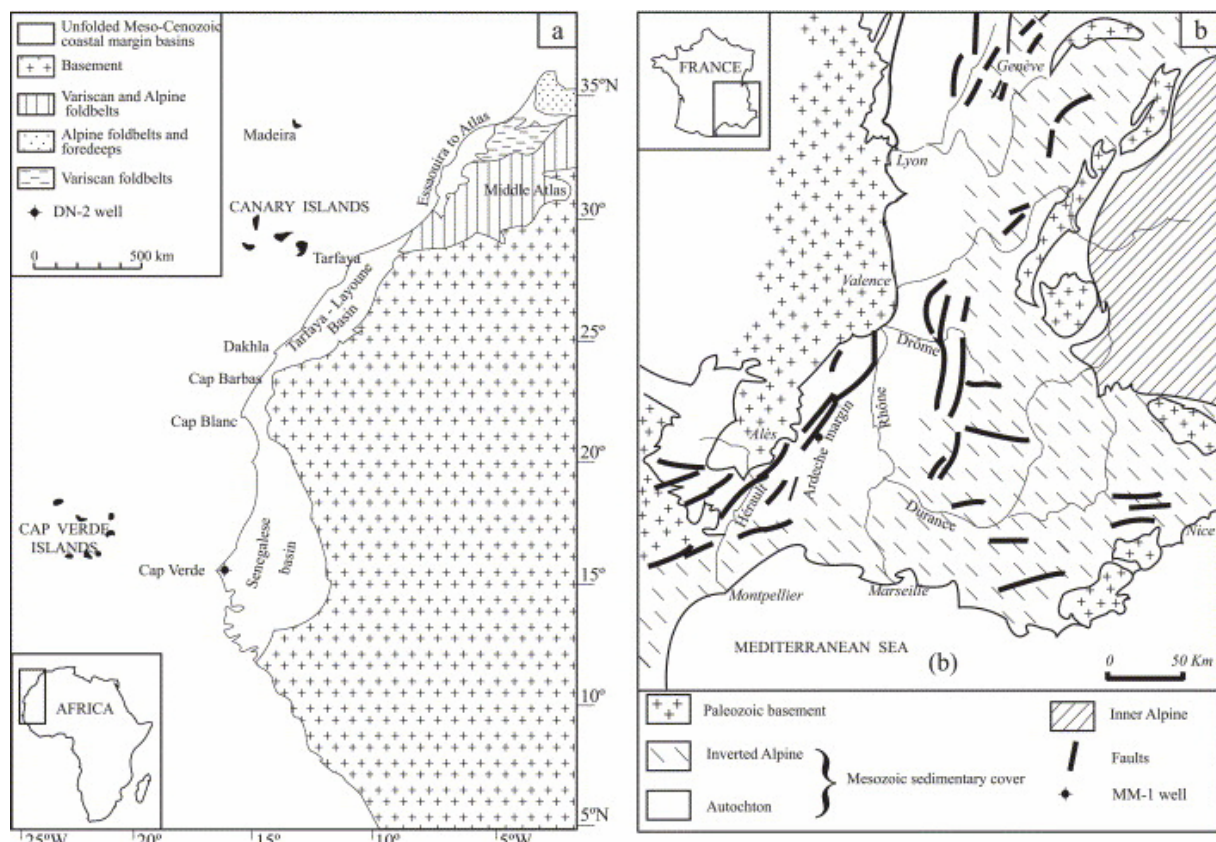 a
Unfolded Meso-Cenozoic
coastal margin basins
Basement
Variscan and Alpine
foldbelts
Alpine foldbelts and
foredeeps
Variscan foldbelts
DN-2 well
0 500 km
35°N
Madeira
Essaouira to Atlas
Middle Atlas
CANARY ISLANDS
30°
Tarfaya
Tarfaya - Layoune
Basin
25°
Dakhla
Cap Barbas
Cap Blanc
20°
CAP VERDE
ISLANDS
Cap Verde
Senegalese
basin
15°
10°
AFRICA
5°N
25°W
20°
15°
10°
5°W
b
FRANCE
Genève
Lyon
Valence
Drôme
Rhône
Alès
Ardeche margin
Hérault
Durance
Nice
Montpellier
Marseille
MEDITERRANEAN SEA
(b)
0 50 Km
Paleozoic basement
Inverted Alpine
Autochton
Mesozoic sedimentary cover
Inner Alpine
Faults
MM-1 well